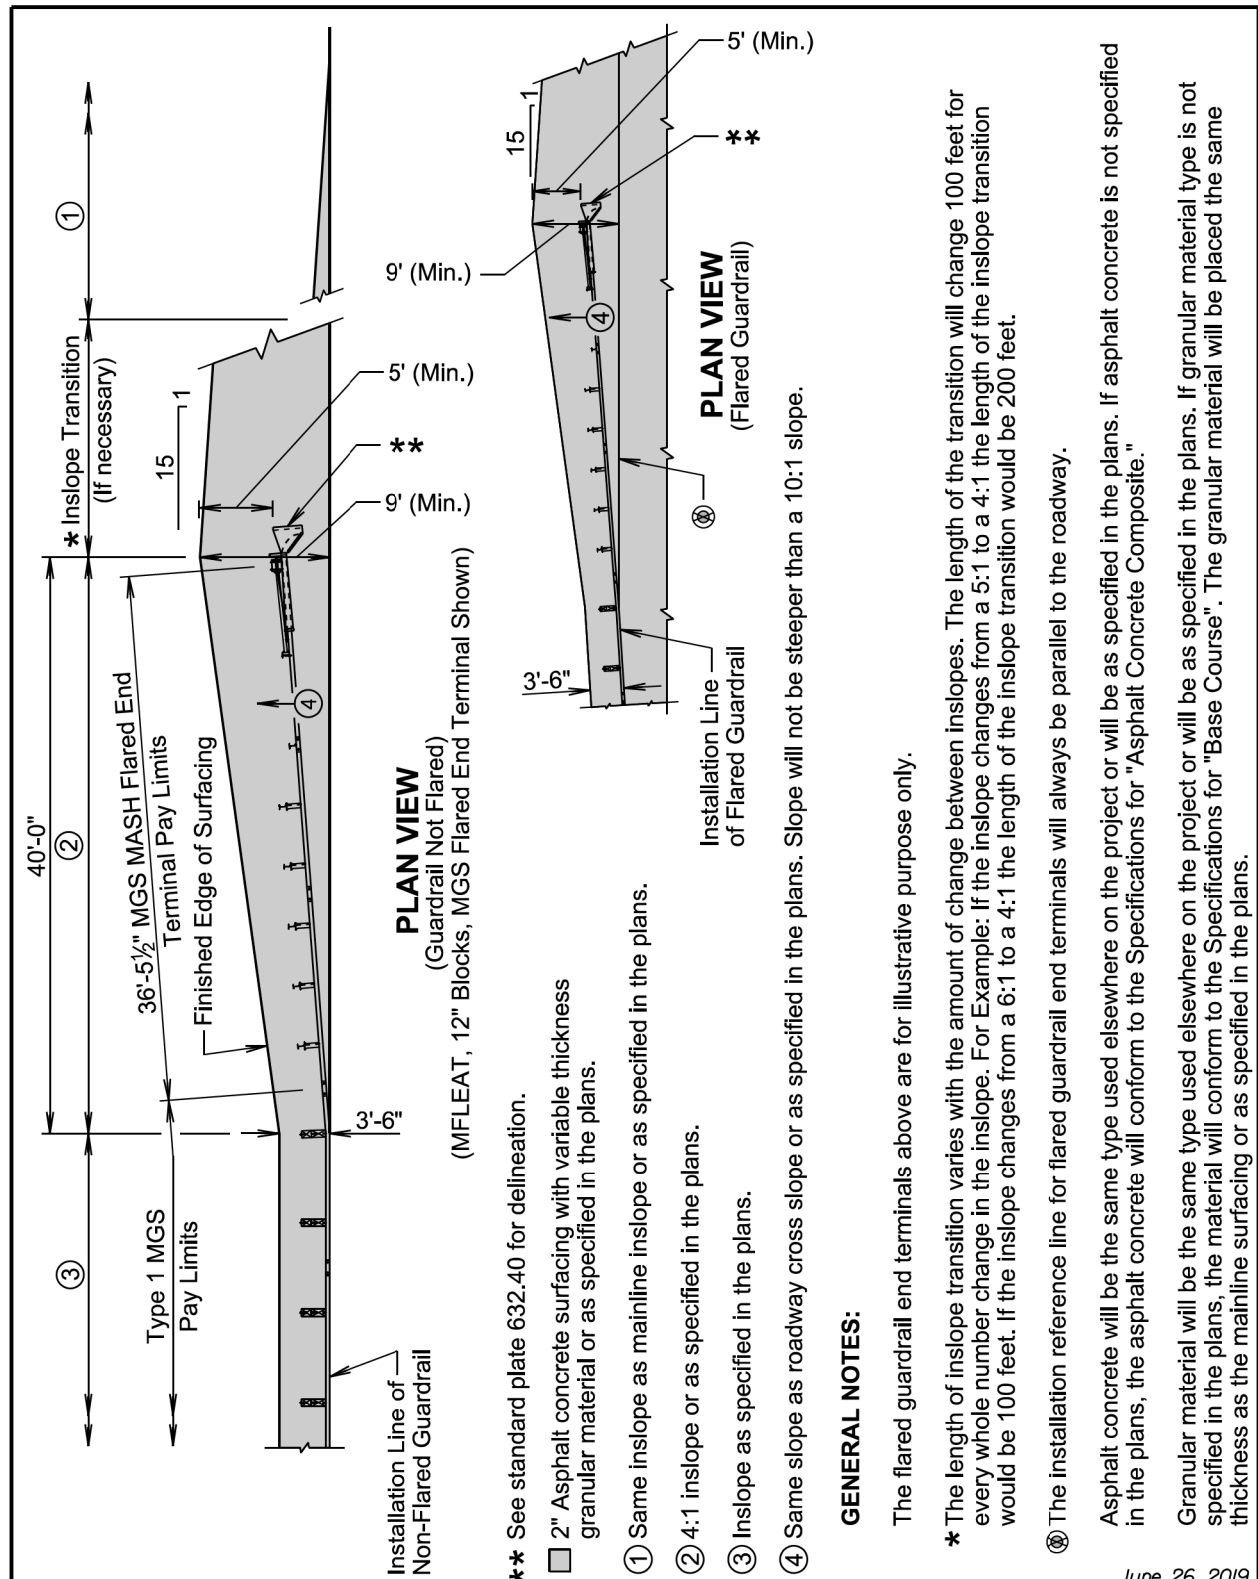 40'-0"
③
②
* Inslope Transition
(If necessary)
①
Type 1 MGS
Pay Limits
36'-5½" MGS MASH Flared End
Terminal Pay Limits
Finished Edge of Surfacing
15
1
5' (Min.)
**
9' (Min.)
④
3'-6"
Installation Line of
Non-Flared Guardrail
PLAN VIEW
(Guardrail Not Flared)
(MFLEAT, 12" Blocks, MGS Flared End Terminal Shown)
15
1
5' (Min.)
**
9' (Min.)
④
3'-6"
Installation Line
of Flared Guardrail
PLAN VIEW
(Flared Guardrail)
** See standard plate 632.40 for delineation.
2" Asphalt concrete surfacing with variable thickness
granular material or as specified in the plans.
① Same inslope as mainline inslope or as specified in the plans.
② 4:1 inslope or as specified in the plans.
③ Inslope as specified in the plans.
④ Same slope as roadway cross slope or as specified in the plans. Slope will not be steeper than a 10:1 slope.
GENERAL NOTES:
The flared guardrail end terminals above are for illustrative purpose only.
* The length of inslope transition varies with the amount of change between inslopes. The length of the transition will change 100 feet for
every whole number change in the inslope. For Example: If the inslope changes from a 5:1 to a 4:1 the length of the inslope transition
would be 100 feet. If the inslope changes from a 6:1 to a 4:1 the length of the inslope transition would be 200 feet.
The installation reference line for flared guardrail end terminals will always be parallel to the roadway.
Asphalt concrete will be the same type used elsewhere on the project or will be as specified in the plans. If asphalt concrete is not specified
in the plans, the asphalt concrete will conform to the Specifications for "Asphalt Concrete Composite."
Granular material will be the same type used elsewhere on the project or will be as specified in the plans. If granular material type is not
specified in the plans, the material will conform to the Specifications for "Base Course". The granular material will be placed the same
thickness as the mainline surfacing or as specified in the plans.
June 26, 2019